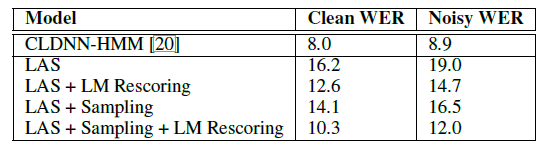 Model Clean WER Noisy WER
CLDNN-HMM [20] 8.0 8.9
LAS 16.2 19.0
LAS + LM Rescoring 12.6 14.7
LAS + Sampling 14.1 16.5
LAS + Sampling + LM Rescoring 10.3 12.0